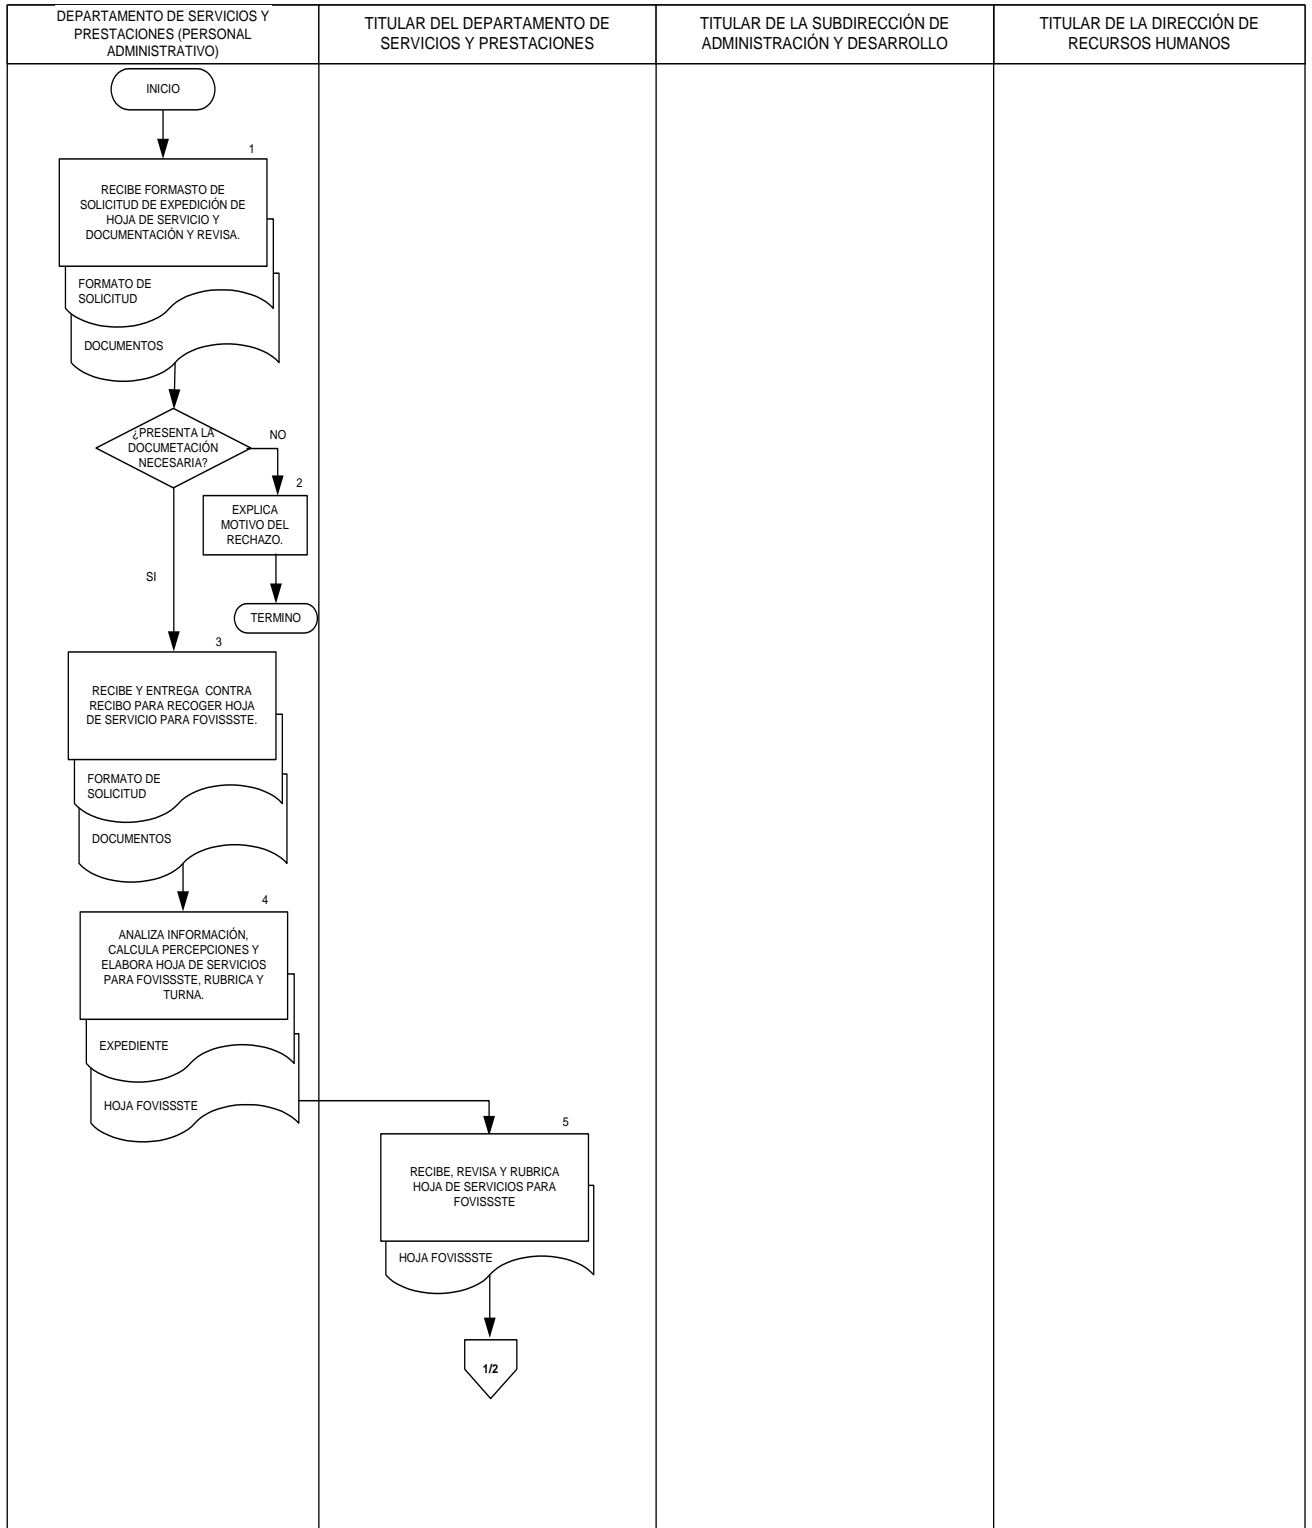 DEPARTAMENTO DE SERVICIOS Y
PRESTACIONES (PERSONAL
ADMINISTRATIVO)
TITULAR DEL DEPARTAMENTO DE
SERVICIOS Y PRESTACIONES
TITULAR DE LA SUBDIRECCIÓN DE
ADMINISTRACIÓN Y DESARROLLO
TITULAR DE LA DIRECCIÓN DE
RECURSOS HUMANOS
INICIO
1
RECIBE FORMASTO DE
SOLICITUD DE EXPEDICIÓN DE
HOJA DE SERVICIO Y
DOCUMENTACIÓN Y REVISA.
FORMATO DE
SOLICITUD
DOCUMENTOS
¿PRESENTA LA
DOCUMETACIÓN
NECESARIA?
NO
2
EXPLICA
MOTIVO DEL
RECHAZO.
SI
TERMINO
3
RECIBE Y ENTREGA CONTRA
RECIBO PARA RECOGER HOJA
DE SERVICIO PARA FOVISSSTE.
FORMATO DE
SOLICITUD
DOCUMENTOS
4
ANALIZA INFORMACIÓN,
CALCULA PERCEPCIONES Y
ELABORA HOJA DE SERVICIOS
PARA FOVISSSTE, RUBRICA Y
TURNA.
EXPEDIENTE
HOJA FOVISSSTE
5
RECIBE, REVISA Y RUBRICA
HOJA DE SERVICIOS PARA
FOVISSSTE
HOJA FOVISSSTE
1/2